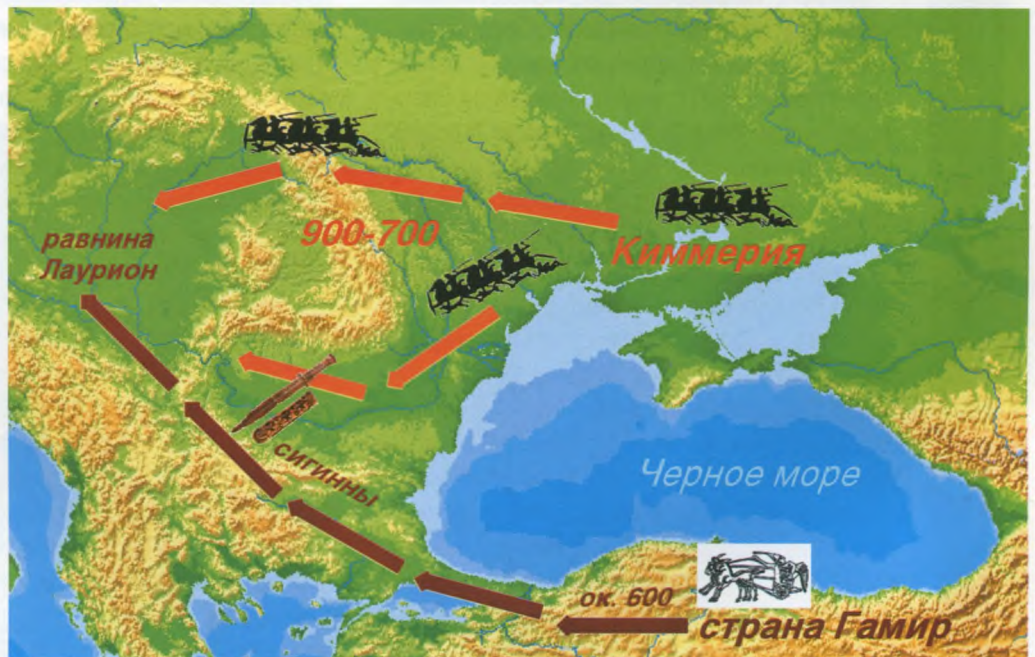 900-700
Киммерия
равнина
Лаурион
сигинны
Черное море
ок. 600
страна Гамир